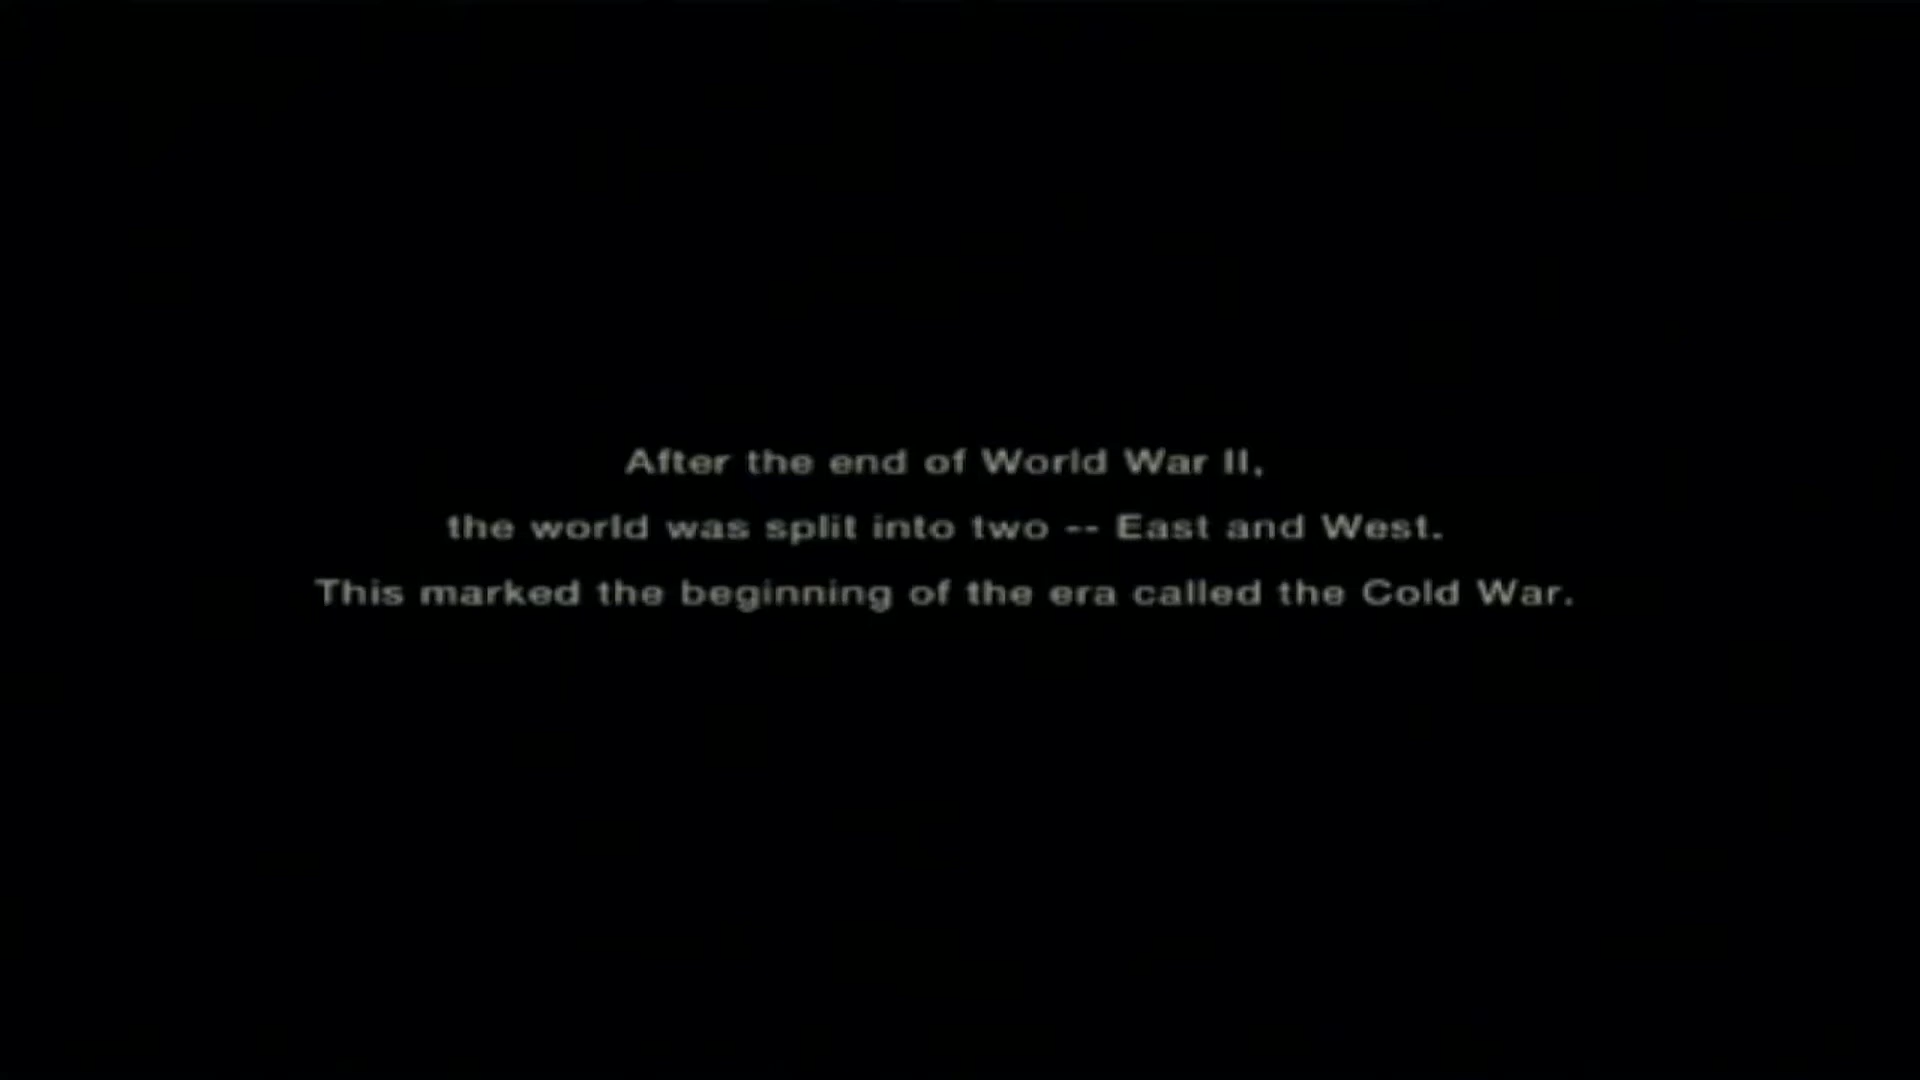 After the end of World War II,
the world was split into two -- East and West.
This marked the beginning of the era called the Cold War.